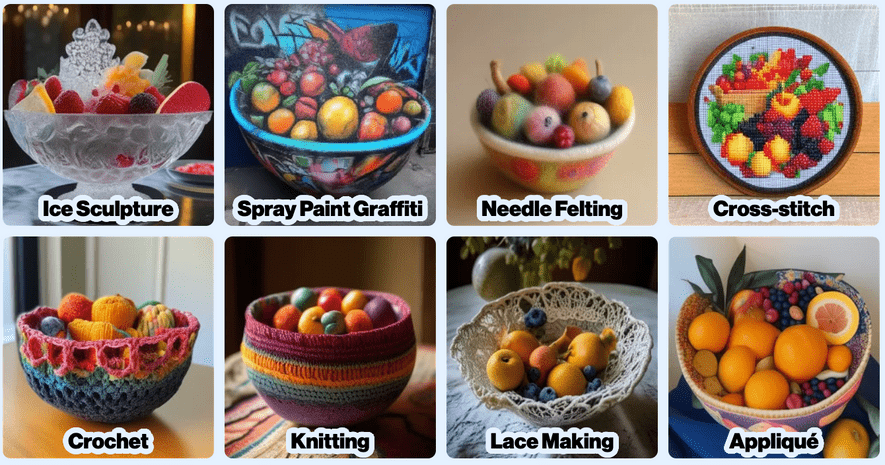 Ice Sculpture
Spray Paint Graffiti
Needle Felting
Cross-stitch
Crochet
Knitting
Lace Making
Appliqué